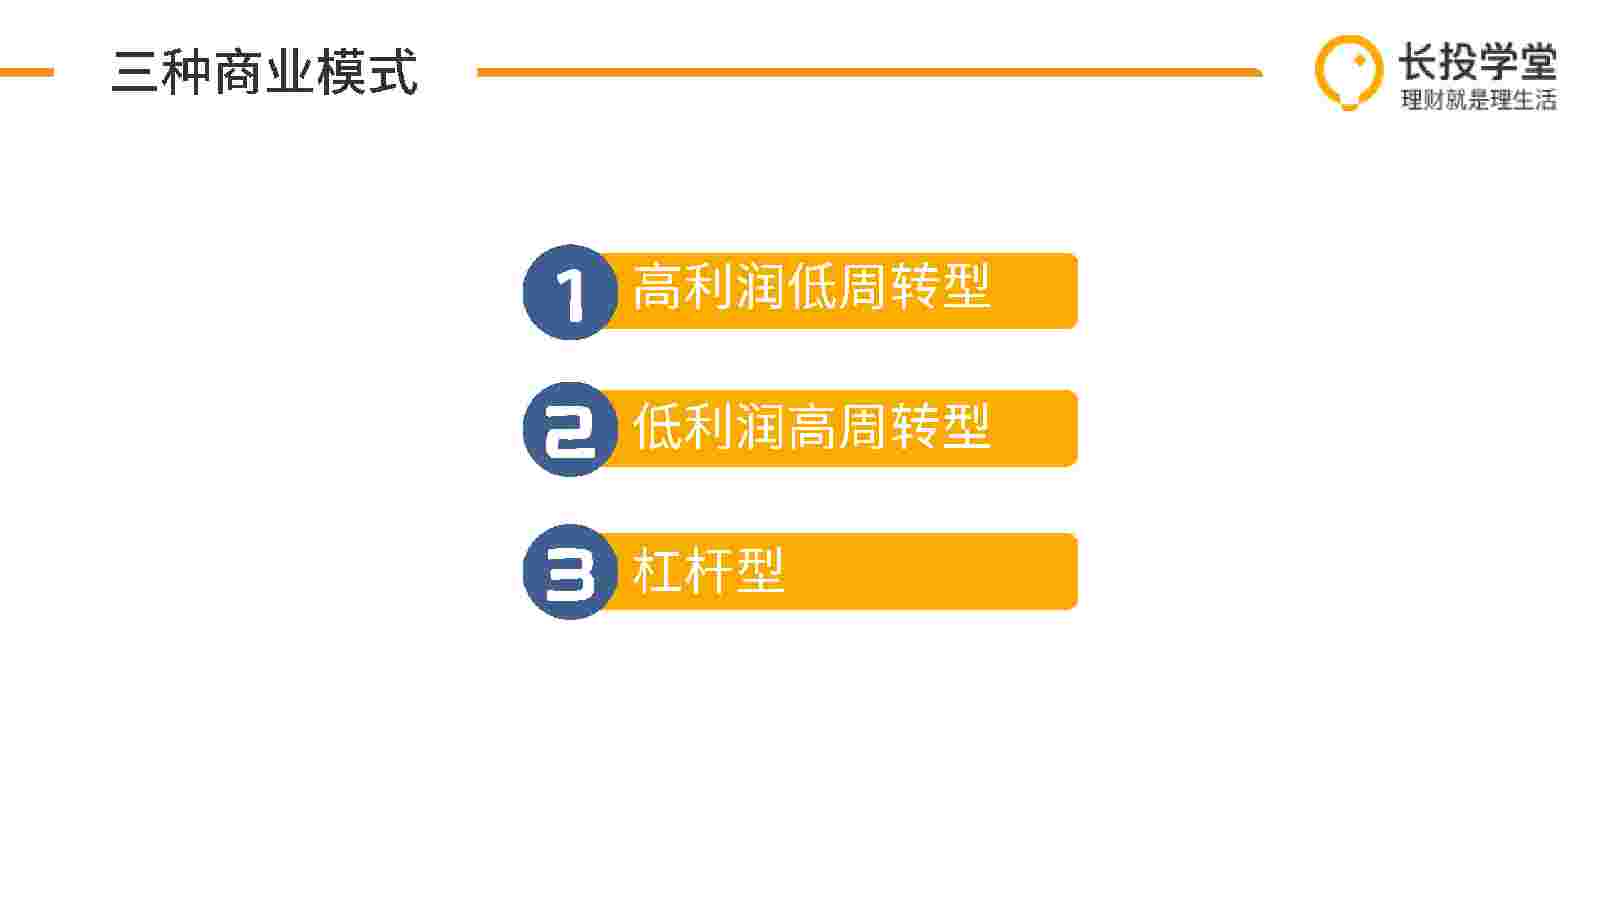 三种商业模式
长投学堂
理财就是理生活
1 高利润低周转型
2 低利润高周转型
3 杠杆型